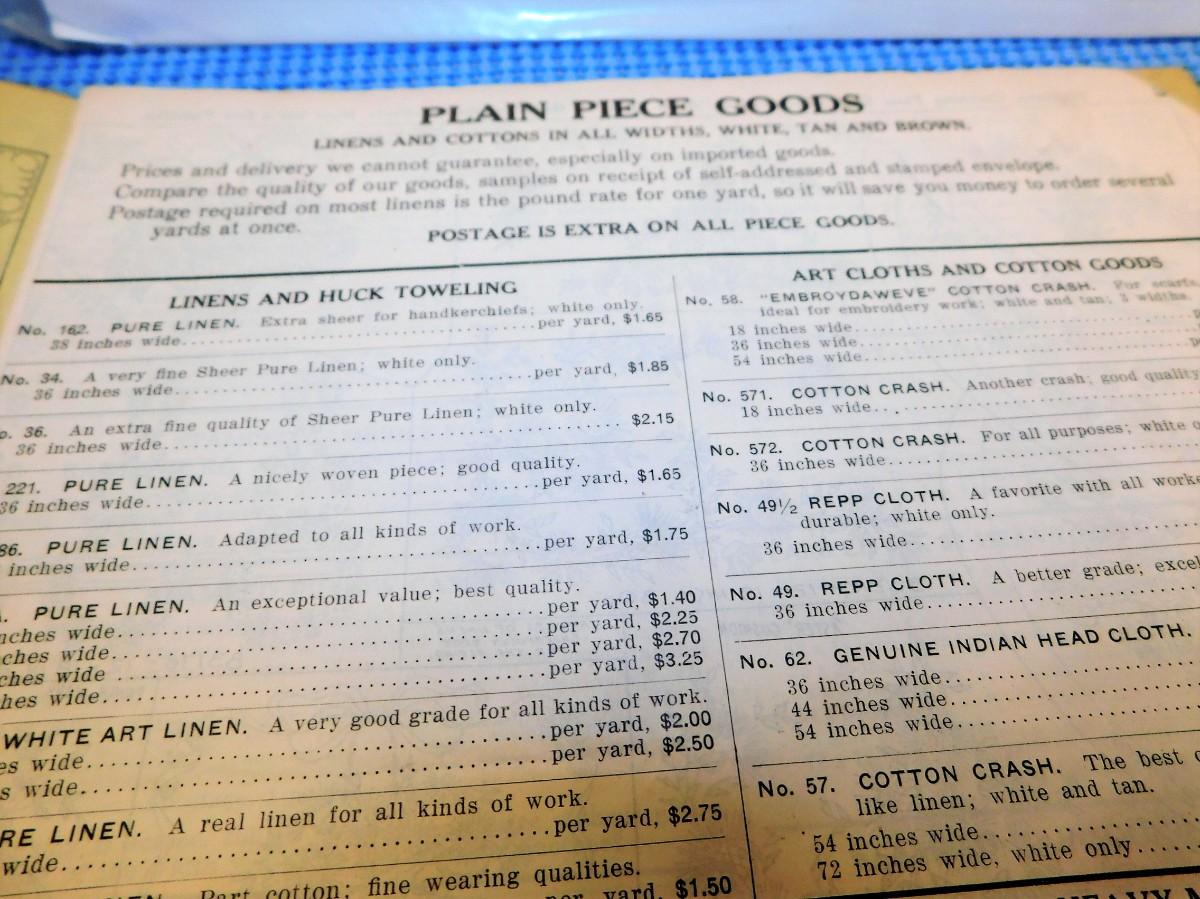 PLAIN PIECE GOODS
LINENS AND COTTONS IN ALL WIDTHS, WHITE, TAN AND BROWN.
Prices and delivery we cannot guarantee, especially on imported goods.
Compare the quality of our goods, samples on receipt of self-addressed and stamped envelope.
Postage required on most linens is the pound rate for one yard, so it will save you money to order several
yards at once.
POSTAGE IS EXTRA ON ALL PIECE GOODS.
LINENS AND HUCK TOWELING
No. 162. PURE LINEN. Extra sheer for handkerchiefs; white only.
38 inches wide..............................per yard, $1.65
No. 34. A very fine Sheer Pure Linen; white only.
36 inches wide..............................per yard, $1.85
36. An extra fine quality of Sheer Pure Linen; white only.
36 inches wide.............................. $2.15
221. PURE LINEN. A nicely woven piece; good quality.
36 inches wide..............................per yard, $1.65
86. PURE LINEN. Adapted to all kinds of work.
inches wide..............................per yard, $1.75
PURE LINEN. An exceptional value; best quality.
inches wide..............................per yard, $1.40
ches wide..............................per yard, $2.25
ches wide..............................per yard, $2.70
hes wide..............................per yard, $3.25
WHITE ART LINEN. A very good grade for all kinds of work.
es wide..............................per yard, $2.00
s wide..............................per yard, $2.50
RE LINEN. A real linen for all kinds of work.
wide..............................per yard, $2.75
Part cotton; fine wearing qualities.
per yard, $1.50
ART CLOTHS AND COTTON GOODS
No. 58. "EMBROYDAWEVE" COTTON CRASH. For scarfs
ideal for embroidery work; white and tan; 3 widths.
18 inches wide..............................
36 inches wide..............................
54 inches wide..............................
No. 571. COTTON CRASH. Another crash; good quality
18 inches wide..............................
No. 572. COTTON CRASH. For all purposes; white o
36 inches wide..............................
No. 49½ REPP CLOTH. A favorite with all worke
durable; white only.
36 inches wide..............................
No. 49. REPP CLOTH. A better grade; excel
36 inches wide..............................
No. 62. GENUINE INDIAN HEAD CLOTH.
36 inches wide..............................
44 inches wide..............................
54 inches wide..............................
No. 57. COTTON CRASH. The best
like linen; white and tan.
54 inches wide..............................
72 inches wide, white only........